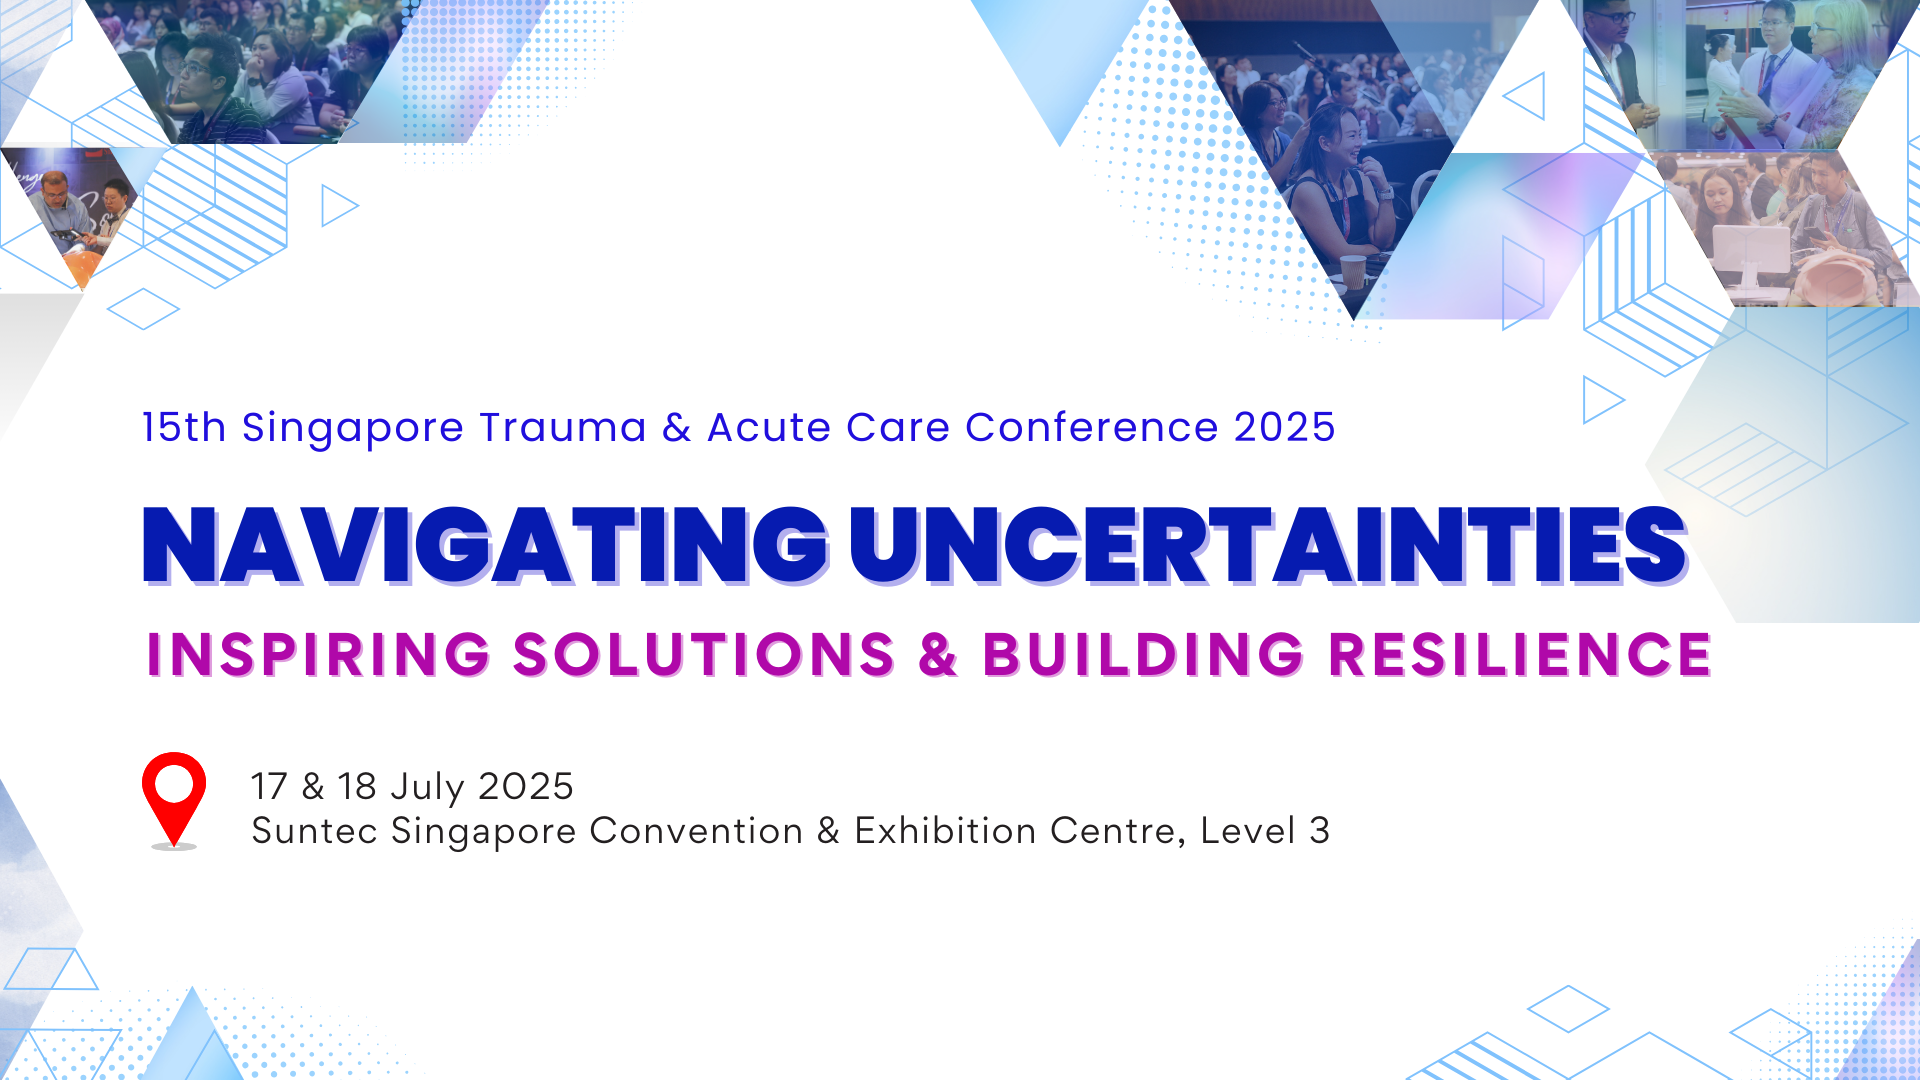 15th Singapore Trauma & Acute Care Conference 2025
NAVIGATING UNCERTAINTIES
INSPIRING SOLUTIONS & BUILDING RESILIENCE
17 & 18 July 2025
Suntec Singapore Convention & Exhibition Centre, Level 3